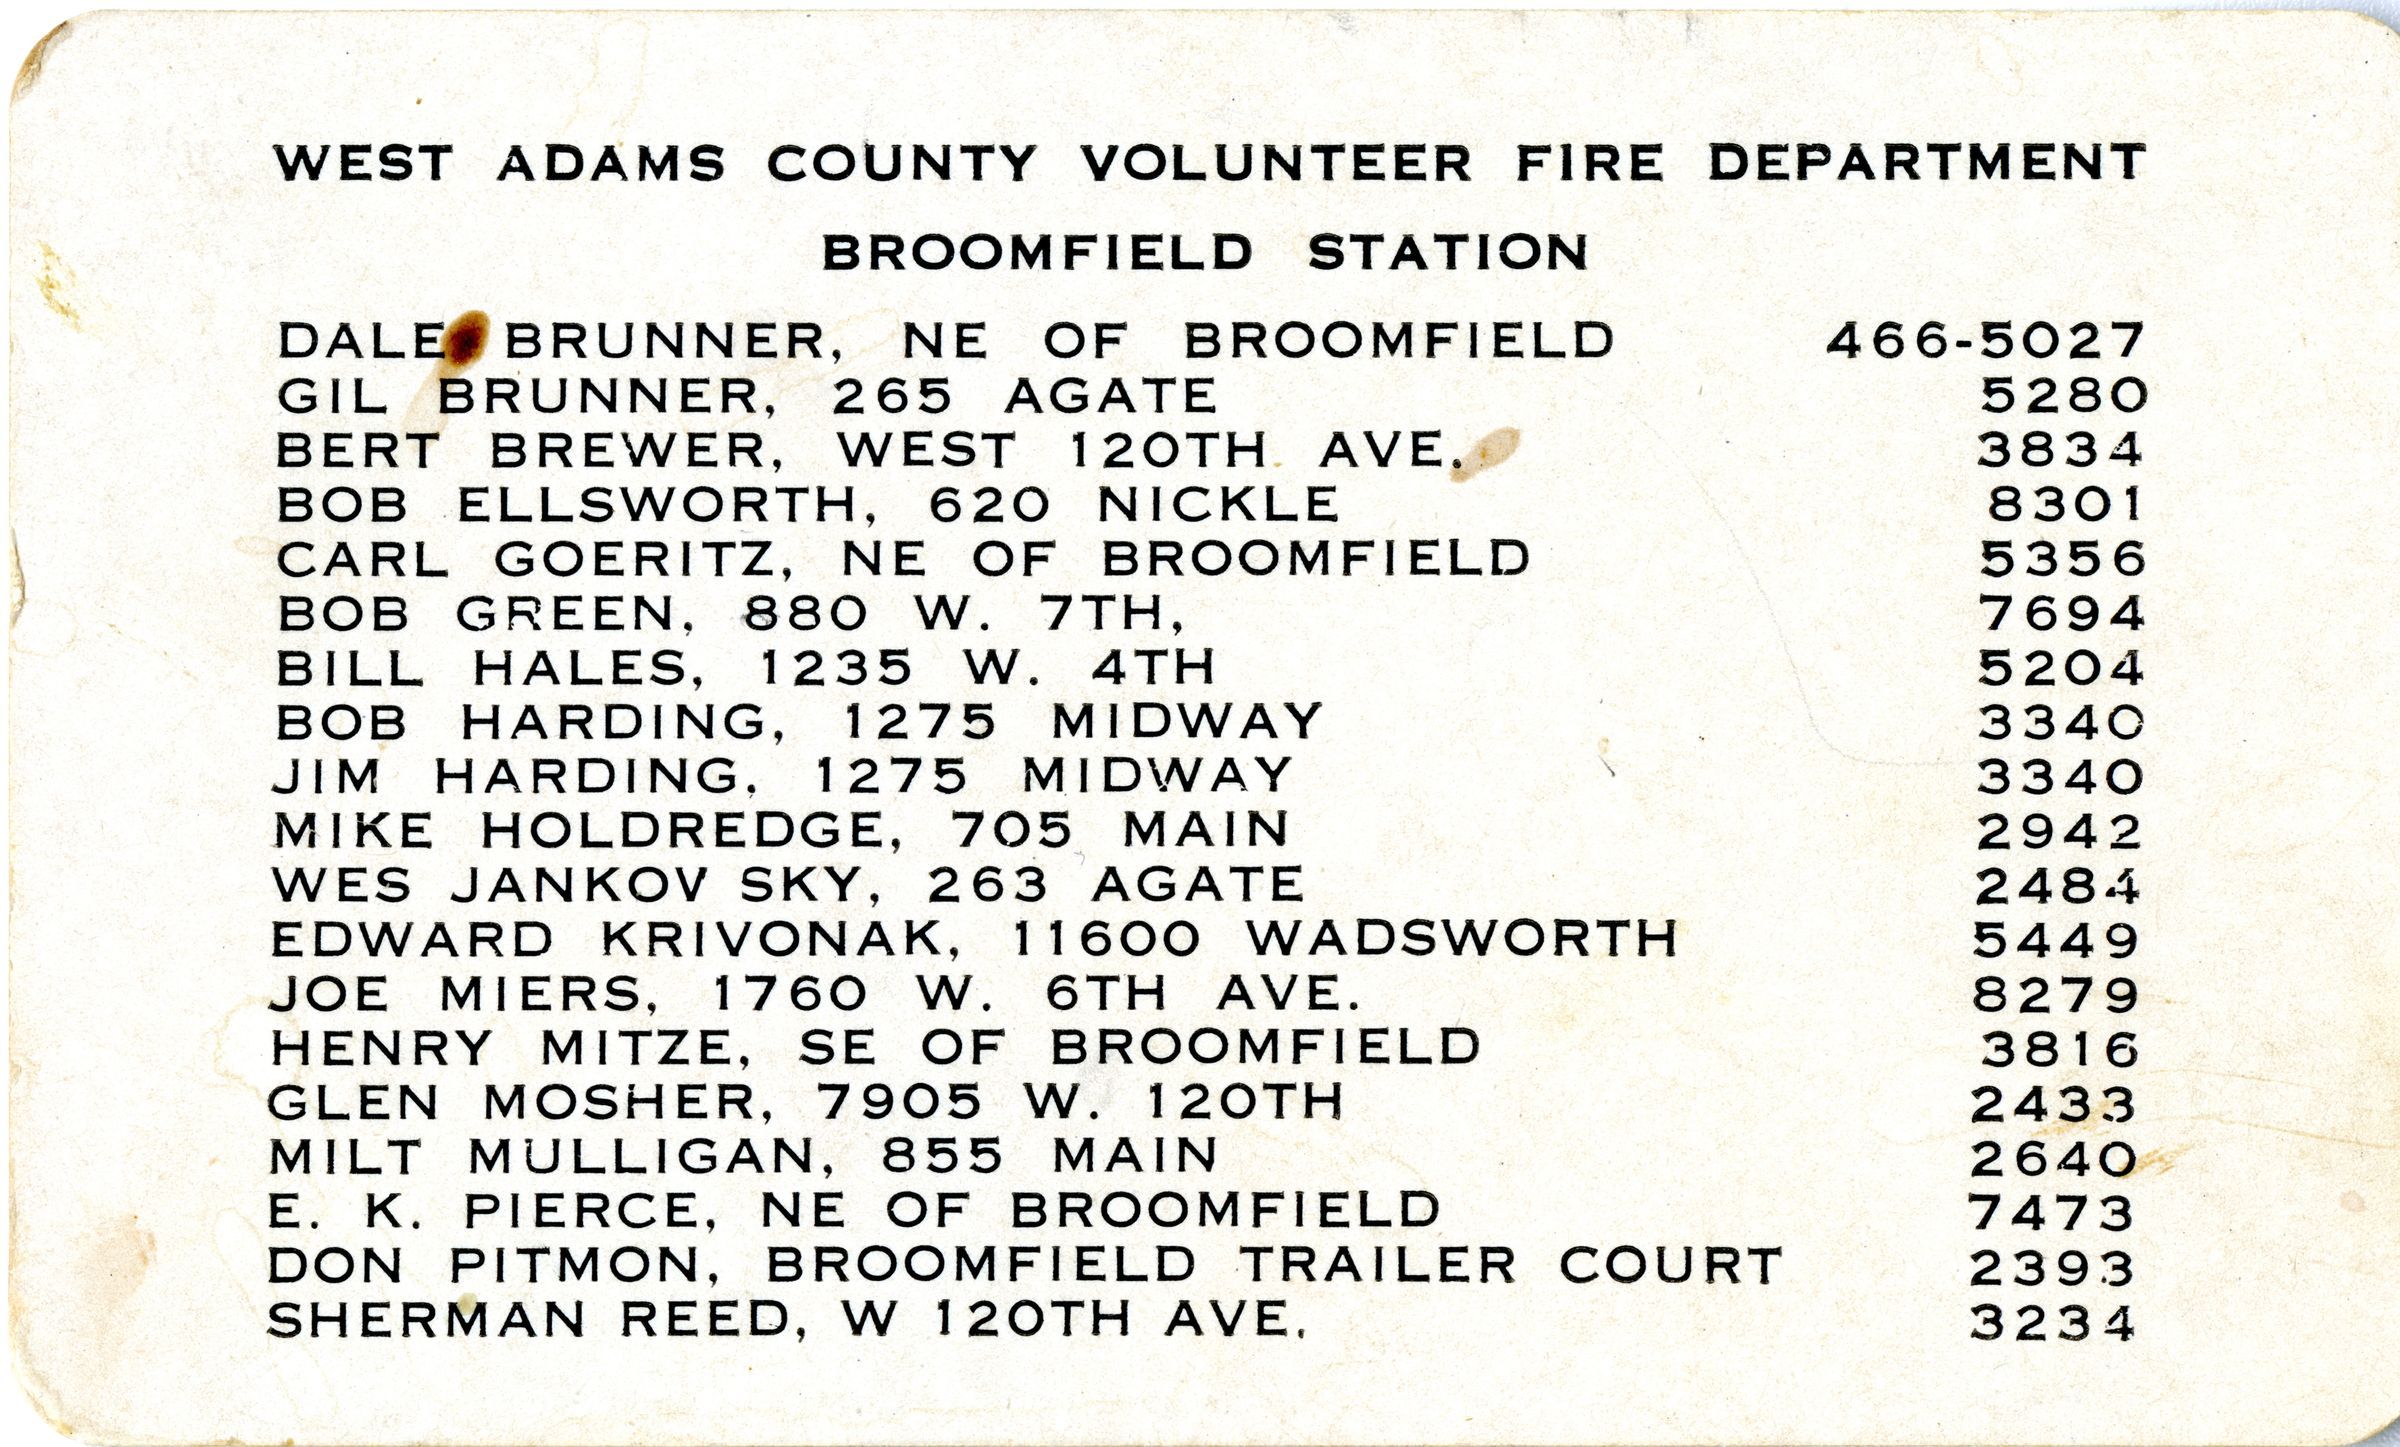 WEST ADAMS COUNTY VOLUNTEER FIRE DEPARTMENT
BROOMFIELD STATION
DALE BRUNNER, NE OF BROOMFIELD 466-5027
GIL BRUNNER, 265 AGATE 5280
BERT BREWER, WEST 120TH AVE. 3834
BOB ELLSWORTH, 620 NICKLE 8301
CARL GOERITZ, NE OF BROOMFIELD 5356
BOB GREEN, 880 W. 7TH, 7694
BILL HALES, 1235 W. 4TH 5204
BOB HARDING, 1275 MIDWAY 3340
JIM HARDING, 1275 MIDWAY 3340
MIKE HOLDREDGE, 705 MAIN 2942
WES JANKOV SKY, 263 AGATE 2484
EDWARD KRIVONAK, 11600 WADSWORTH 5449
JOE MIERS, 1760 W. 6TH AVE. 8279
HENRY MITZE, SE OF BROOMFIELD 3816
GLEN MOSHER, 7905 W. 120TH 2433
MILT MULLIGAN, 855 MAIN 2640
E. K. PIERCE, NE OF BROOMFIELD 7473
DON PITMON, BROOMFIELD TRAILER COURT 2393
SHERMAN REED, W 120TH AVE. 3234